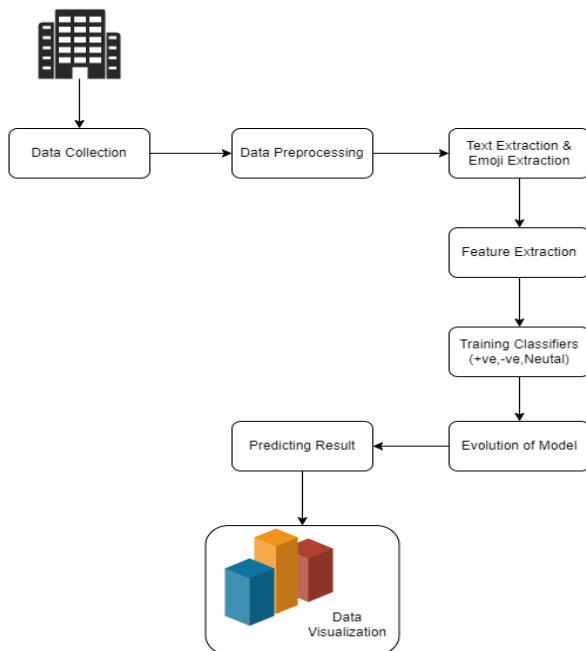 Data Collection
Data Preprocessing
Text Extraction &
Emoji Extraction
Feature Extraction
Training Classifiers
(+ve,-ve,Neutal)
Evolution of Model
Predicting Result
Data
Visualization